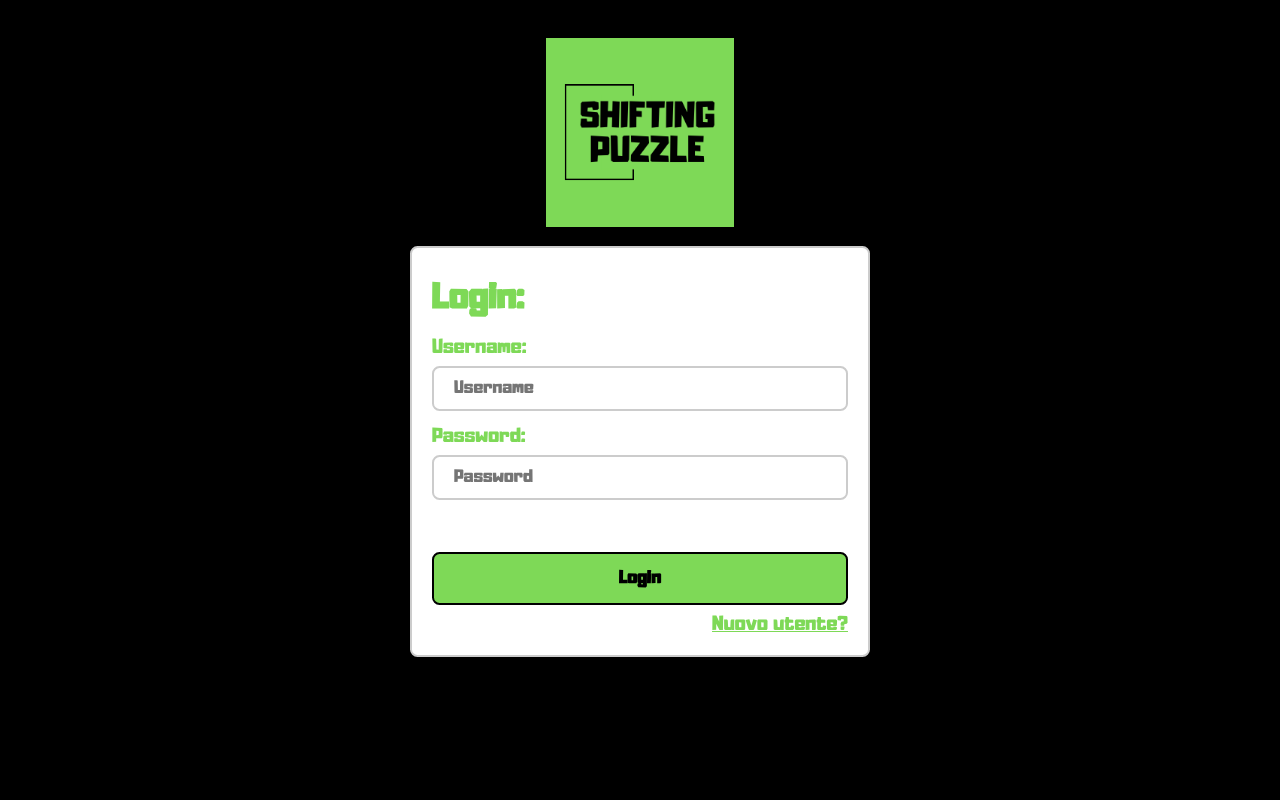 SHIFTING
PUZZLE
Login:
Username:
Username
Password:
Password
Login
Nuovo utente?